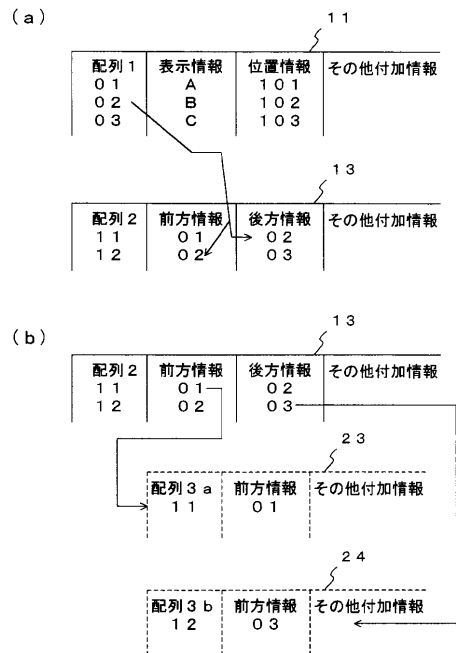 (a)
11
配列1 表示情報 位置情報 その他付加情報
01 A 101
02 B 102
03 C 103
13
配列2 前方情報 後方情報 その他付加情報
11 01 02
12 02 03
(b)
13
配列2 前方情報 後方情報 その他付加情報
11 01 02
12 02 03
23
配列3a 前方情報 その他付加情報
11 01
24
配列3b 前方情報 その他付加情報
12 03